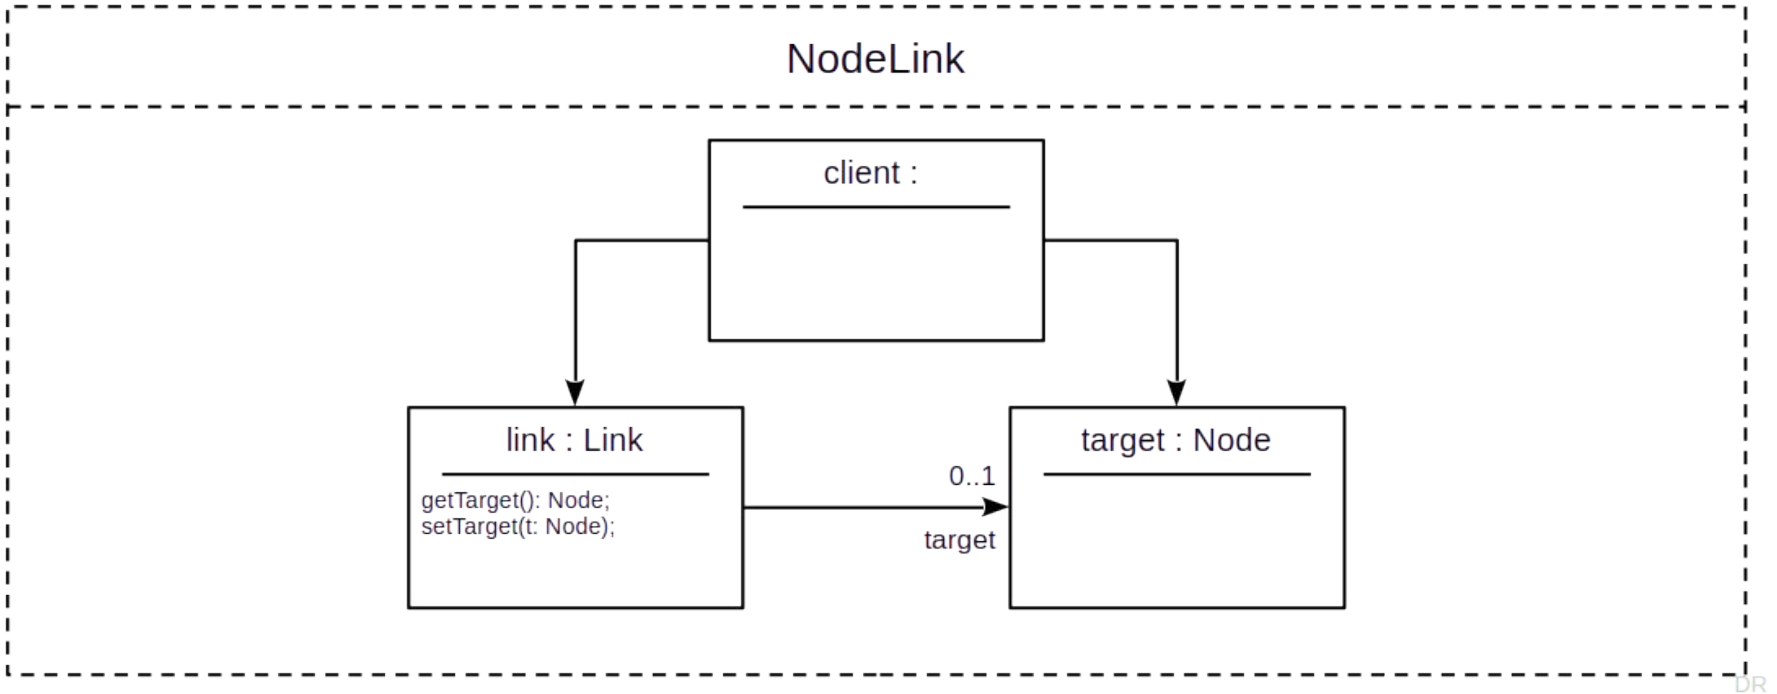 NodeLink
client :
link : Link
getTarget(): Node;
setTarget(t: Node);
0..1
target
target : Node
DR